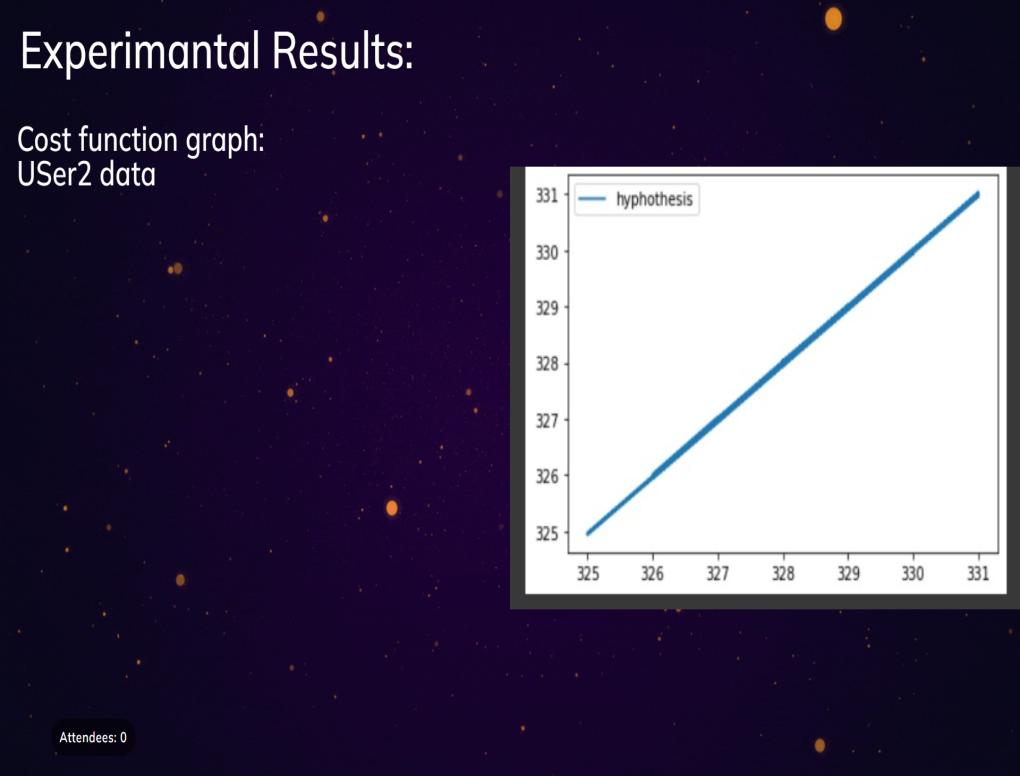 Experimantal Results:
Cost function graph:
USer2 data
hyphothesis
331
330
329
328
327
326
325
325 326 327 328 329 330 331
Attendees: 0